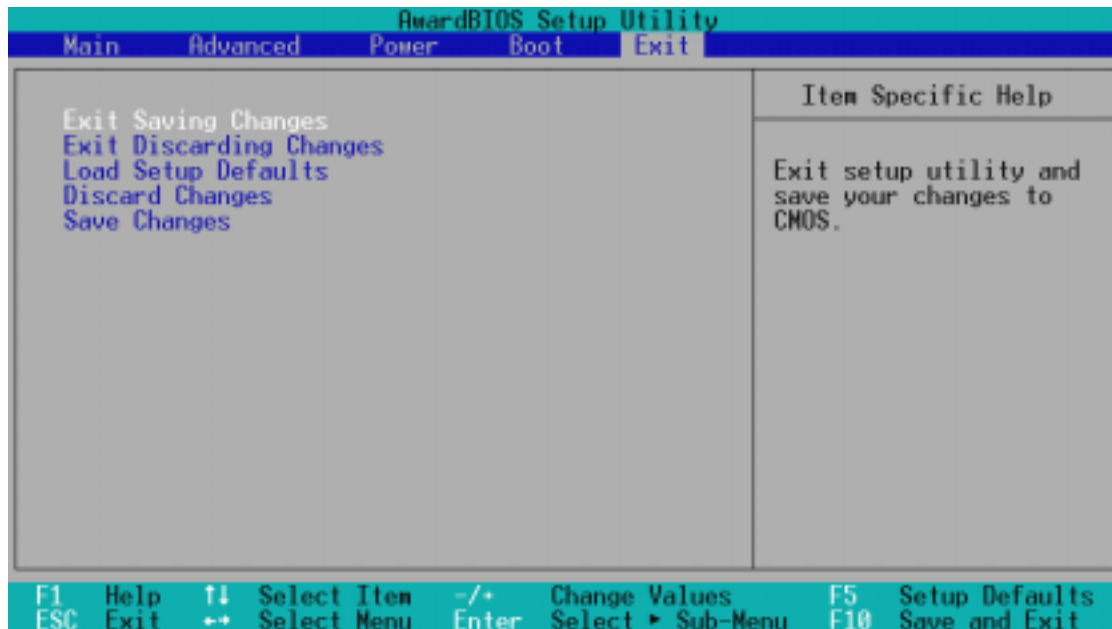 AwardBIOS Setup Utility
Main Advanced Power Boot Exit
Exit Saving Changes
Exit Discarding Changes
Load Setup Defaults
Discard Changes
Save Changes
Item Specific Help
Exit setup utility and
save your changes to
CMOS.
F1 Help ↑↓ Select Item -/+ Change Values F5 Setup Defaults
ESC Exit ←→ Select Menu Enter Select ► Sub-Menu F10 Save and Exit